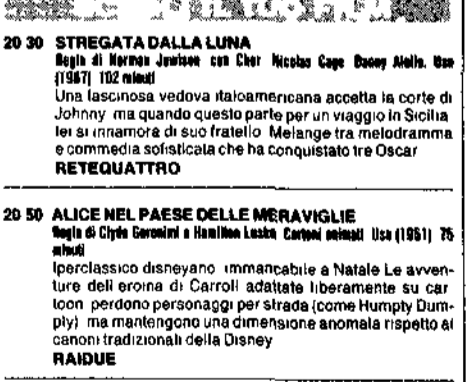 20 30 STREGATA DALLA LUNA
Regia di Norman Jewison con Cher Nicolas Cage Danny Aiello. Usa
(1987) 102 minuti
Una fascinosa vedova italoamericana accetta la corte di
Johnny ma quando questo parte per un viaggio in Sicilia
lei si innamora di suo fratello Melange tra melodramma
e commedia sofisticata che ha conquistato tre Oscar
RETEQUATTRO
20 50 ALICE NEL PAESE DELLE MERAVIGLIE
Regia di Clyde Geronimi e Hamilton Luske Cartoni animati Usa (1951) 75
minuti
Iperclassico disneyano immancabile a Natale Le avven-
ture dell eroina di Carroll adattate liberamente su car
toon perdono personaggi per strada (come Humpty Dum-
pty) ma mantengono una dimensione anomala rispetto ai
canoni tradizionali della Disney
RAIDUE